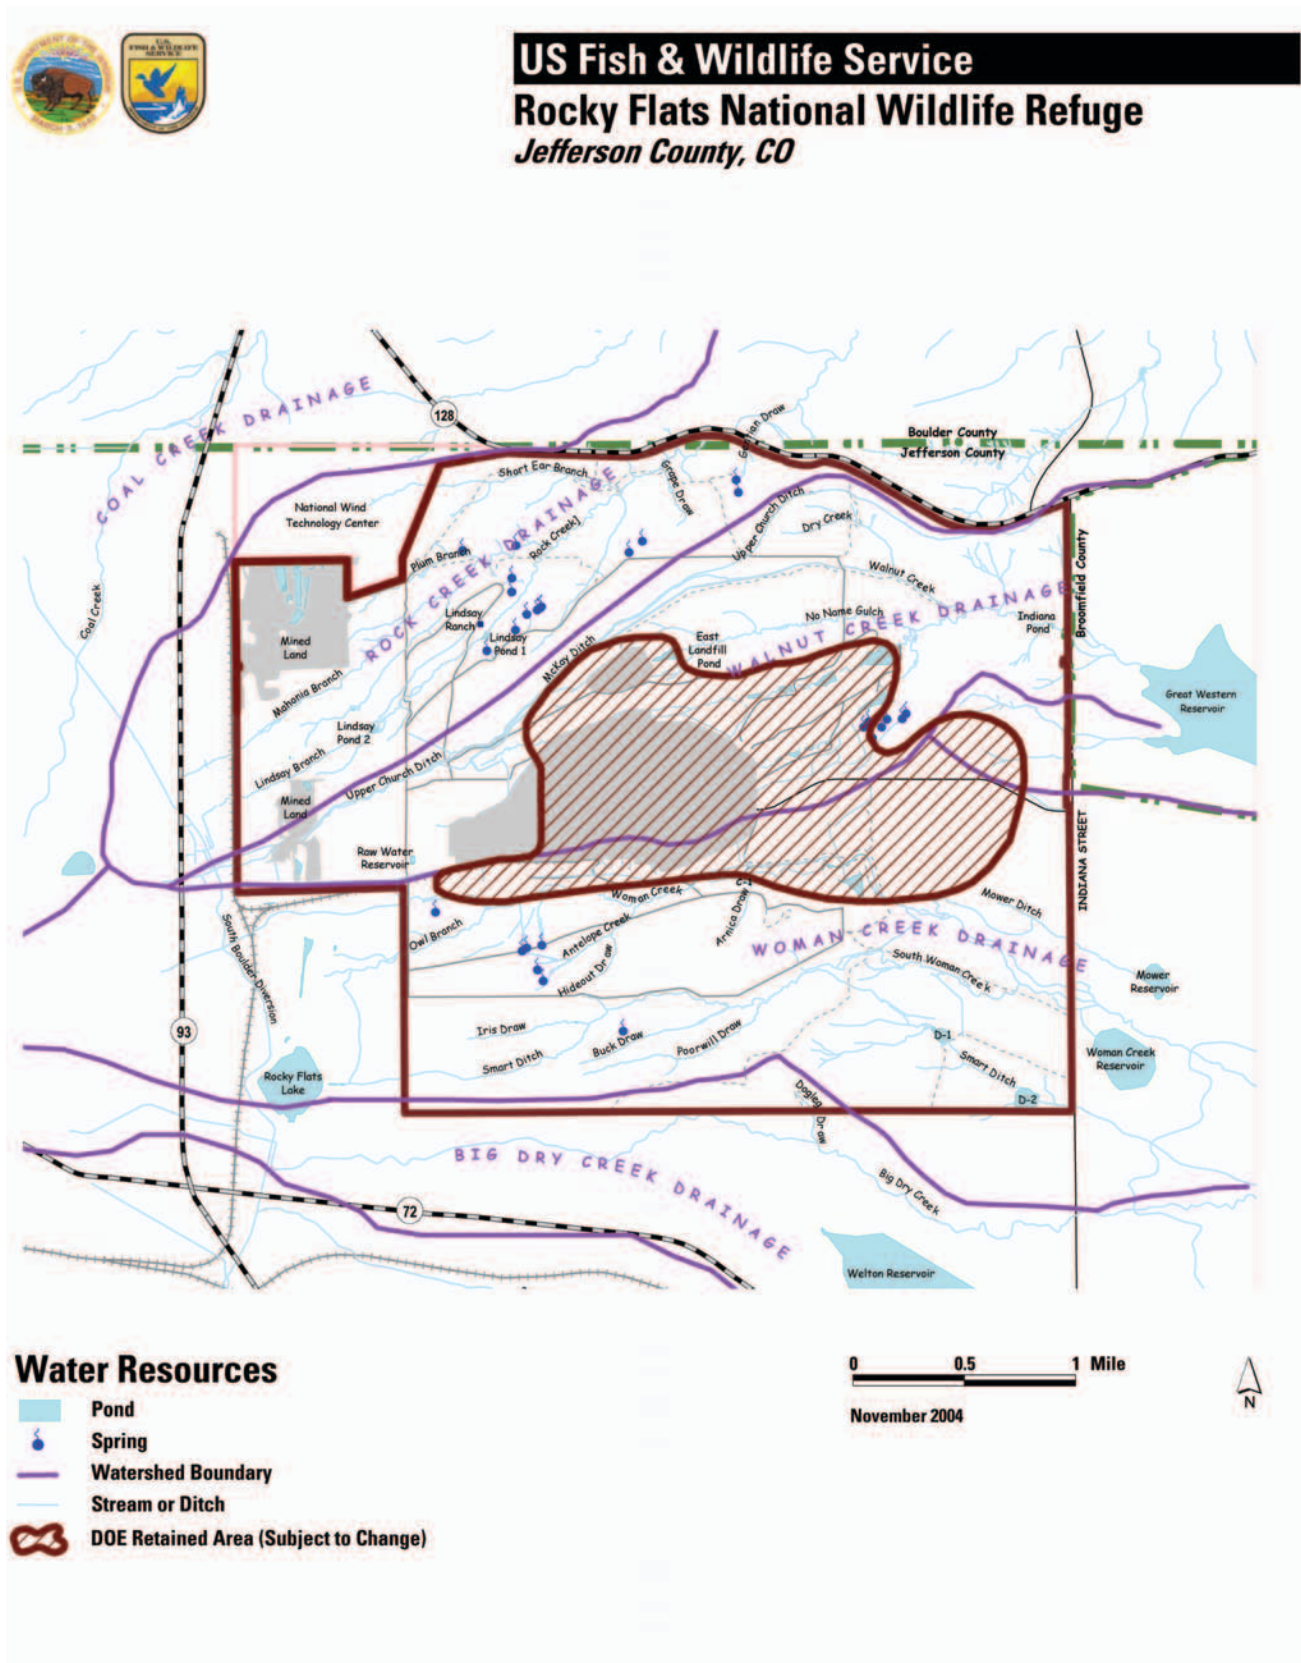 MARCH 3, 1849
U.S.
FISH & WILDLIFE
SERVICE
US Fish & Wildlife Service
Rocky Flats National Wildlife Refuge
Jefferson County, CO
COAL CREEK DRAINAGE
128
Boulder County
Jefferson County
Short Ear Branch
Grape Draw
National Wind
Technology Center
Upper Church Ditch
Dry Creek
Rock Creek]
Plum Branch
ROCK CREEK DRAINAGE
Walnut Creek
Broomfield County
Coal Creek
Lindsay
Ranch
No Name Gulch
Indiana
Pond
WALNUT CREEK DRAINAGE
Mined
Land
Lindsay
Pond 1
McKay Ditch
East
Landfill
Pond
Mahonia Branch
Great Western
Reservoir
Lindsay
Pond 2
Lindsay Branch
Upper Church Ditch
Mined
Land
Raw Water
Reservoir
INDIANA STREET
Woman Creek
C-1
Mower Ditch
Arnica Draw
Owl Branch
Antelope Creek
WOMAN CREEK DRAINAGE
South Boulder Diversion
Hideout Draw
South Woman Creek
Mower
Reservoir
93
Iris Draw
Buck Draw
Poorwill Draw
D-1
Smart Ditch
Smart Ditch
Woman Creek
Reservoir
Rocky Flats
Lake
Dogleg Draw
D-2
BIG DRY CREEK DRAINAGE
Big Dry Creek
72
Welton Reservoir
Water Resources
Pond
Spring
Watershed Boundary
Stream or Ditch
DOE Retained Area (Subject to Change)
0 0.5 1 Mile
November 2004
N